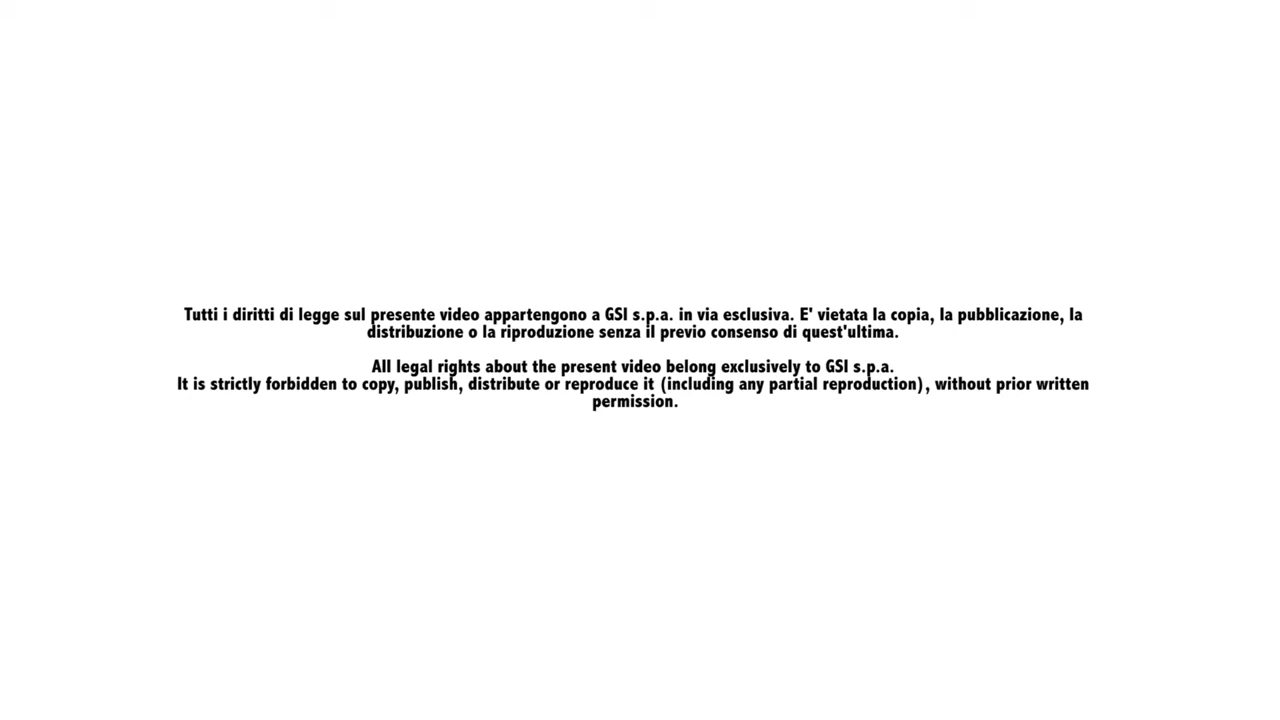 Tutti i diritti di legge sul presente video appartengono a GSI s.p.a. in via esclusiva. E' vietata la copia, la pubblicazione, la
distribuzione o la riproduzione senza il previo consenso di quest'ultima.
All legal rights about the present video belong exclusively to GSI s.p.a.
It is strictly forbidden to copy, publish, distribute or reproduce it (including any partial reproduction), without prior written
permission.